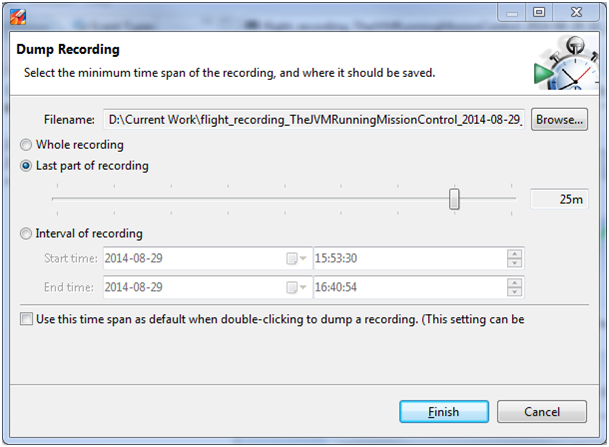 Dump Recording
Select the minimum time span of the recording, and where it should be saved.
Filename: D:\Current Work\flight_recording_TheJVMRunningMissionControl_2014-08-29_ Browse...
Whole recording
Last part of recording
25m
Interval of recording
Start time: 2014-08-29 15:53:30
End time: 2014-08-29 16:40:54
Use this time span as default when double-clicking to dump a recording. (This setting can be
Finish Cancel